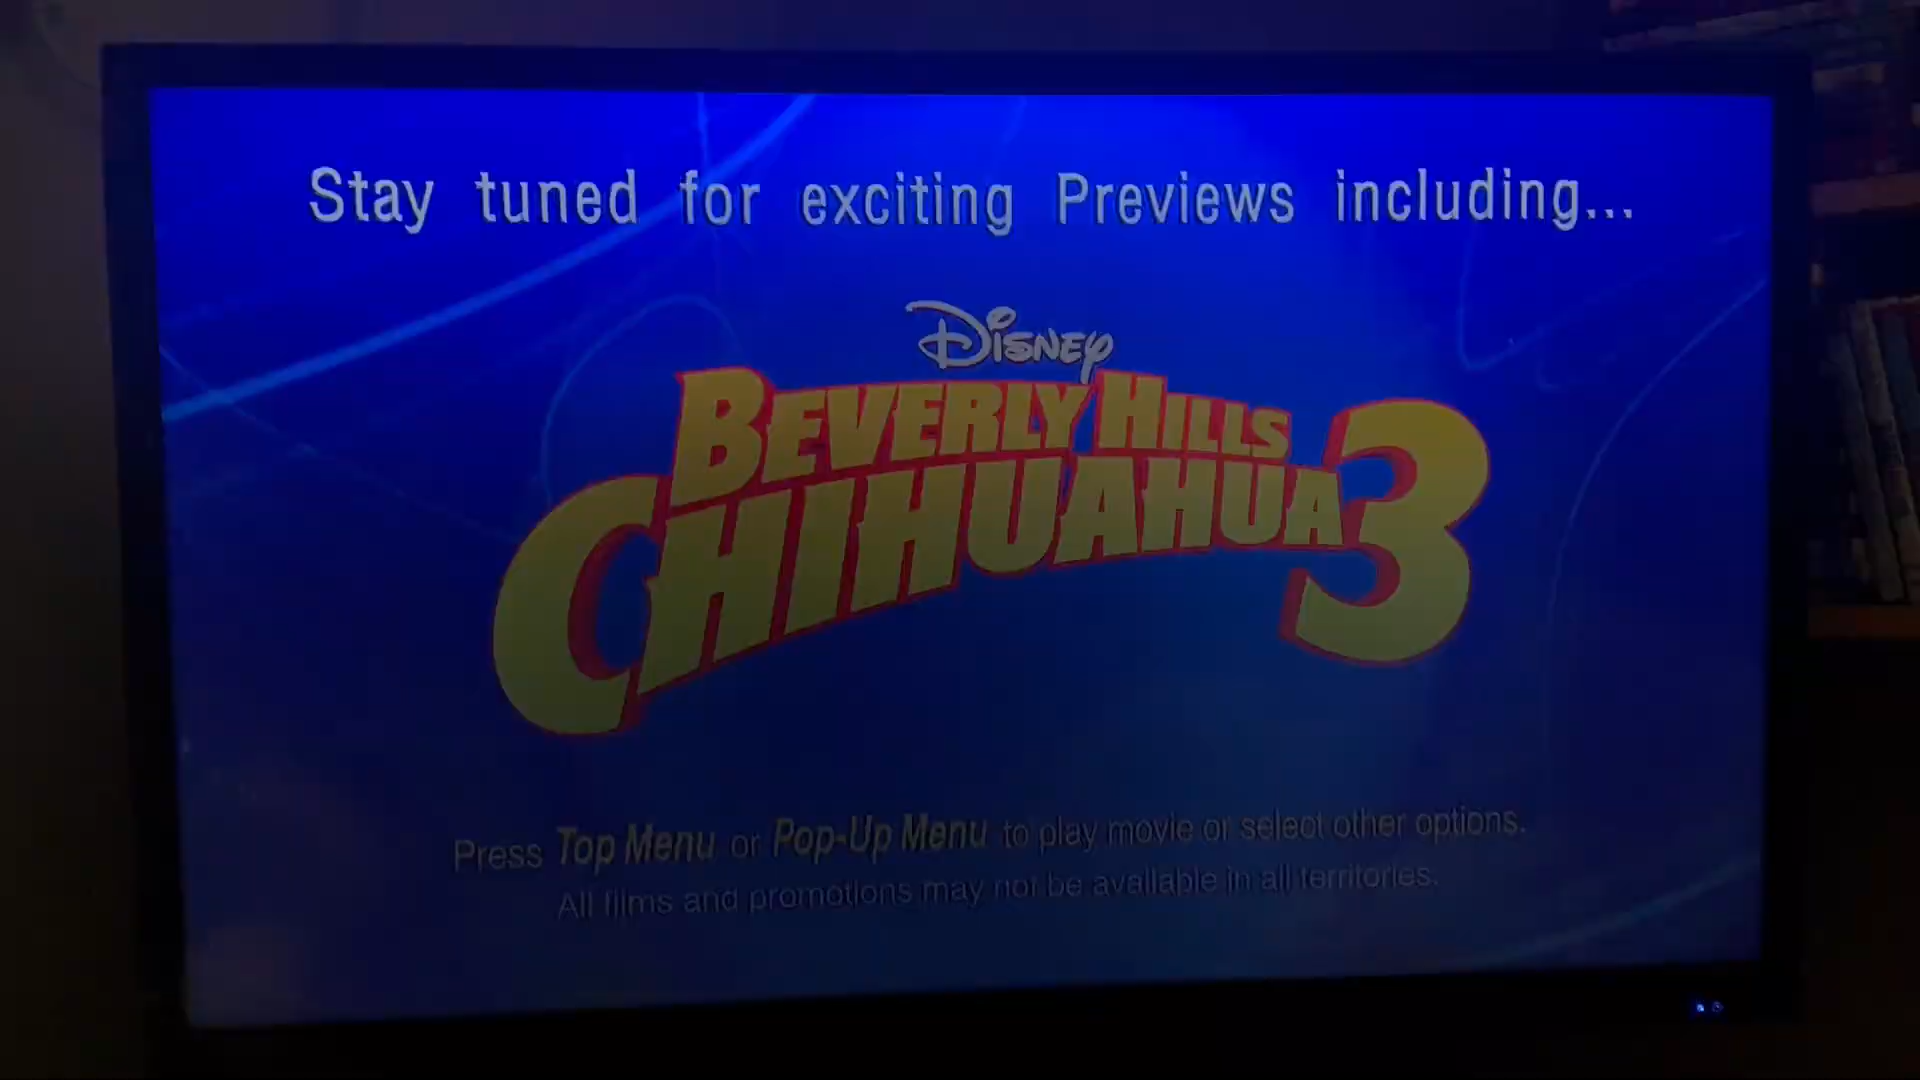 Stay tuned for exciting Previews including...
Disney
BEVERLY HILLS
CHIHUAHUA 3
Press Top Menu or Pop-Up Menu to play movie or select other options.
All films and promotions may not be available in all territories.